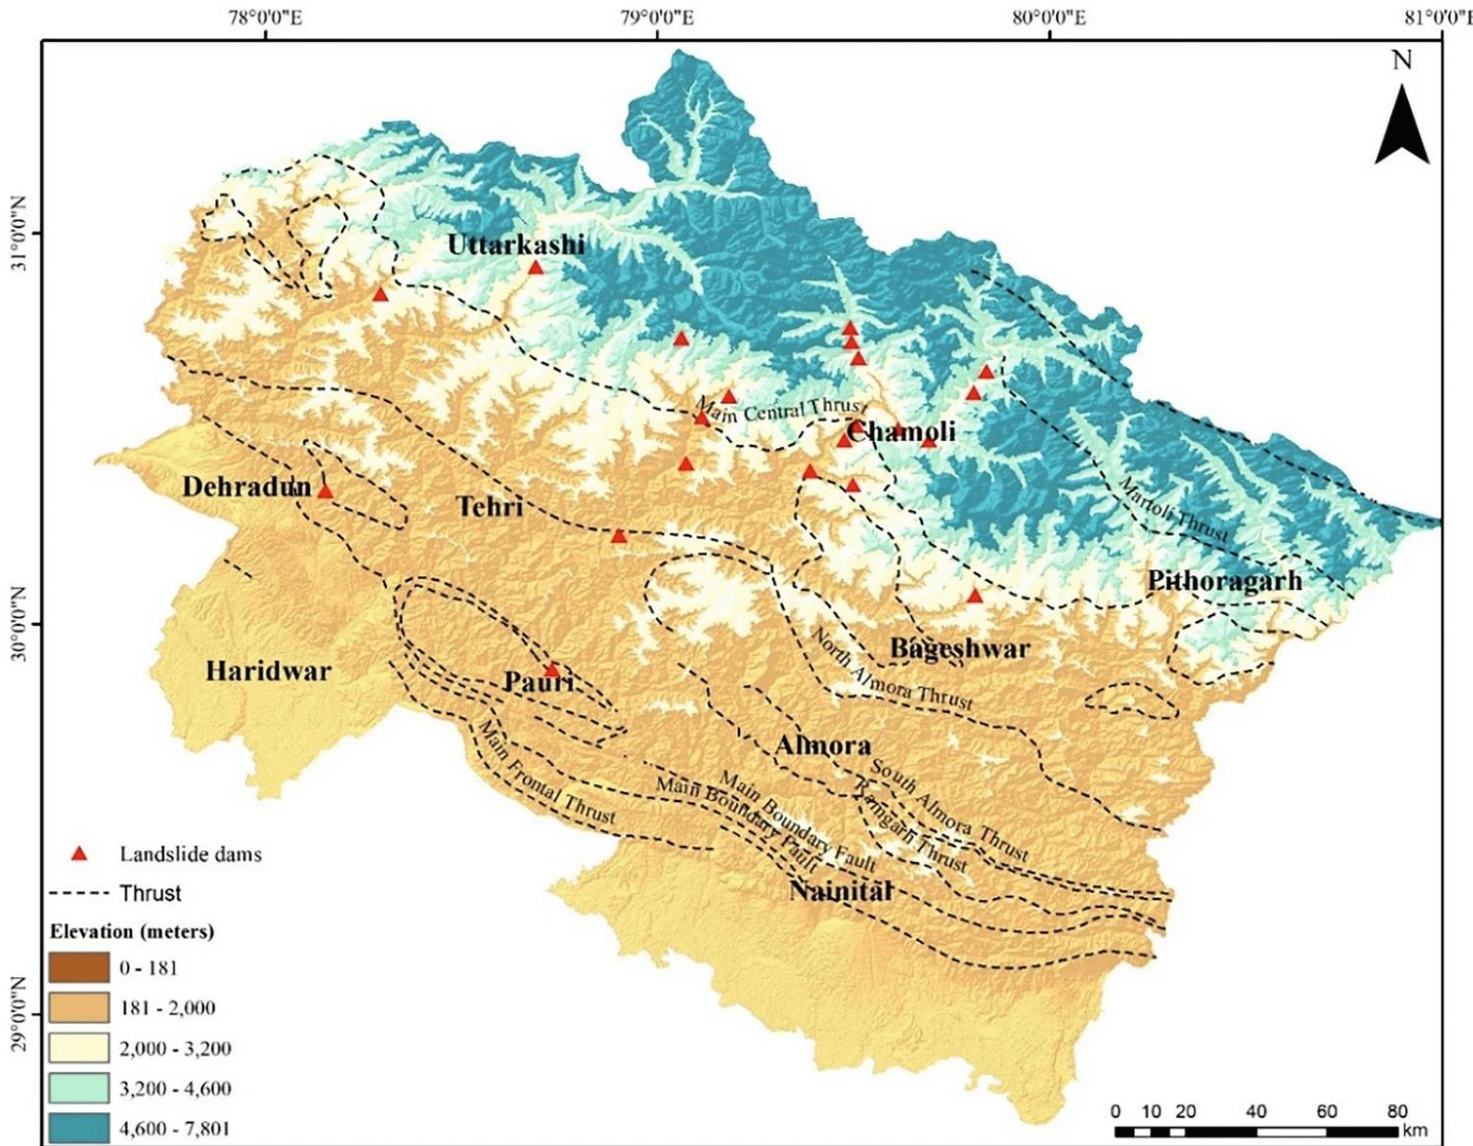 78°0'0"E 79°0'0"E 80°0'0"E 81°0'0"E
N
31°0'0"N
30°0'0"N
29°0'0"N
Uttarkashi
Main Central Thrust
Chamoli
Dehradun
Tehri
Martoli Thrust
Pithoragarh
Bageshwar
Haridwar
Pauri
North Almora Thrust
Almora
Main Frontal Thrust
Main Boundary Fault
Main Boundary Fault
South Almora Thrust
Ramgarh Thrust
Nainital
Landslide dams
Thrust
Elevation (meters)
0 - 181
181 - 2,000
2,000 - 3,200
3,200 - 4,600
4,600 - 7,801
0 10 20 40 60 80
km